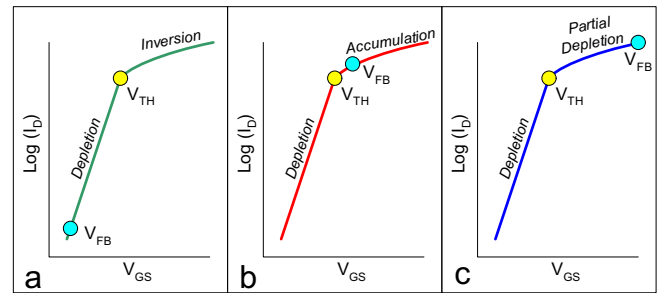 Inversion
V_TH
Depletion
V_FB
Log (I_D)
V_GS
a
Accumulation
V_FB
V_TH
Depletion
Log (I_D)
V_GS
b
Partial
Depletion
V_FB
V_TH
Depletion
Log (I_D)
V_GS
c